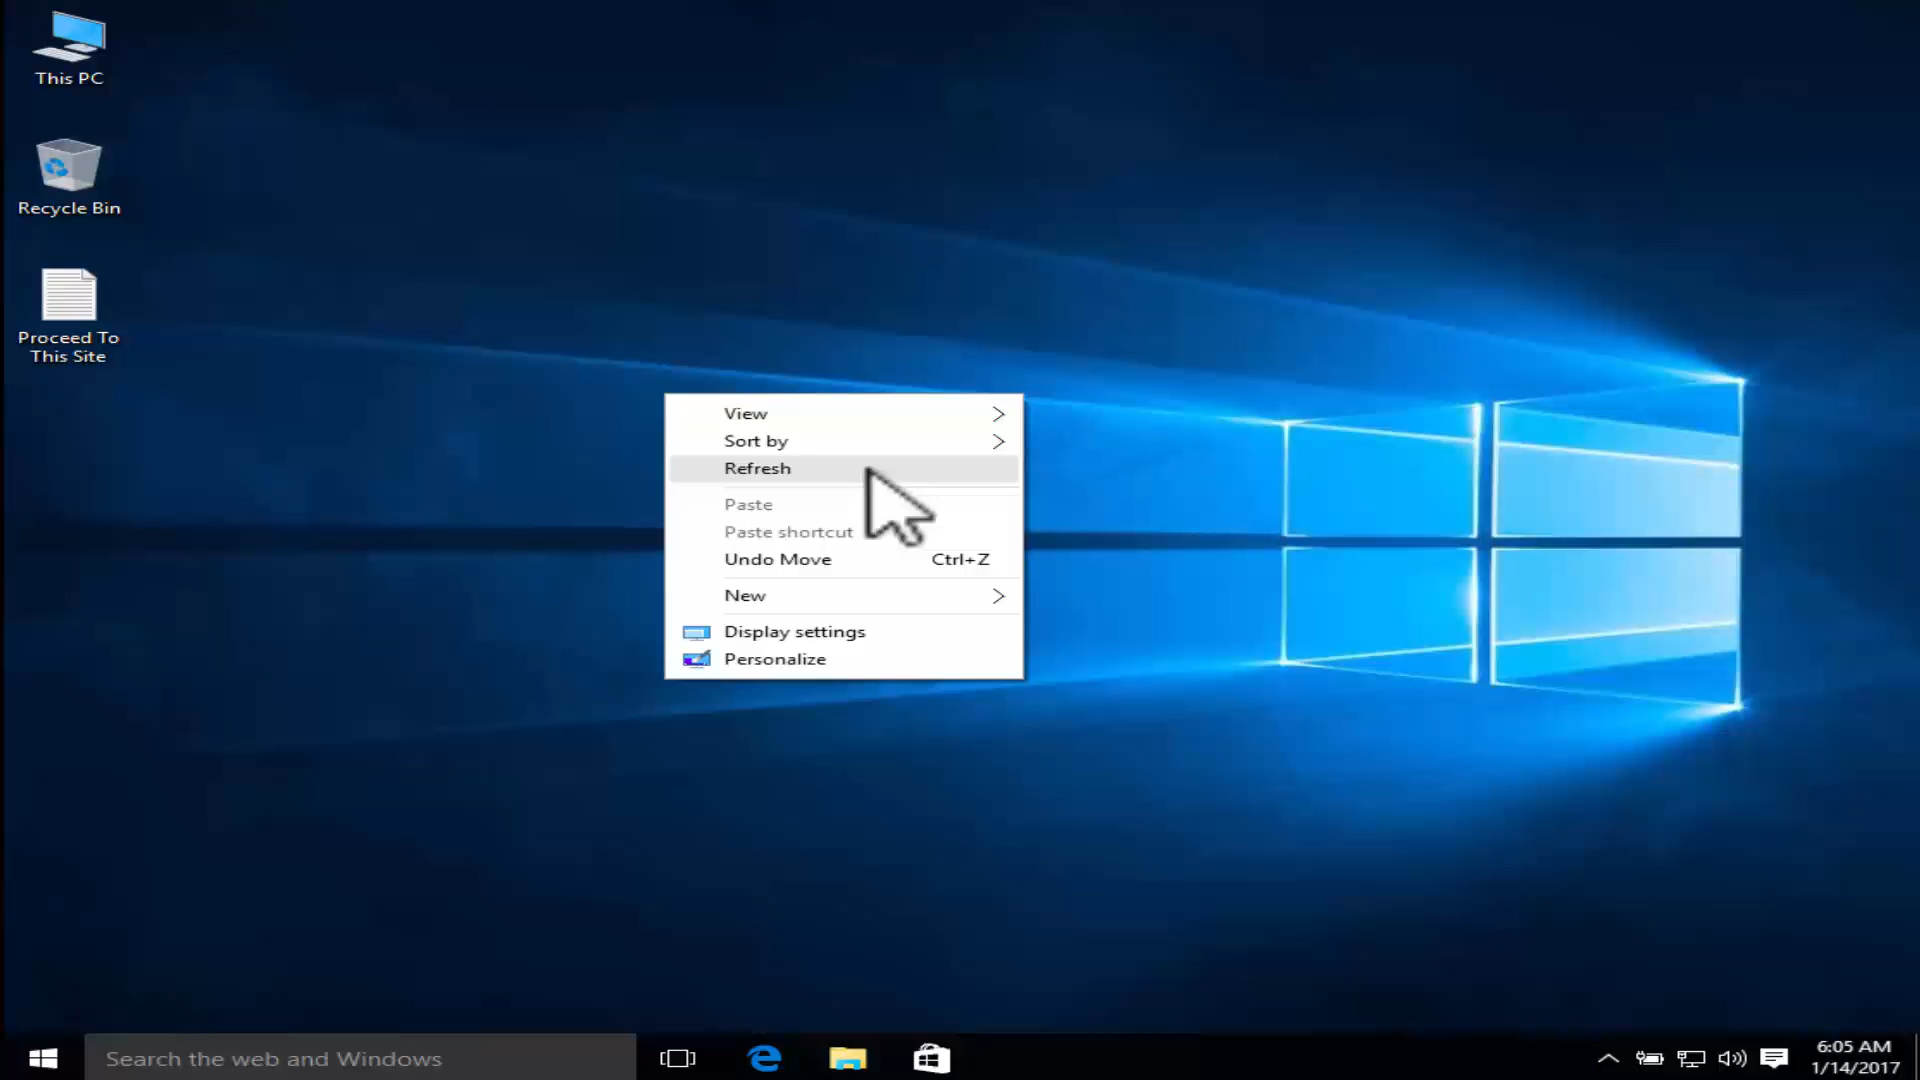 This PC
Recycle Bin
Proceed To
This Site
View
Sort by
Refresh
Paste
Paste shortcut
Undo Move Ctrl+Z
New
Display settings
Personalize
Search the web and Windows
6:05 AM
1/14/2017